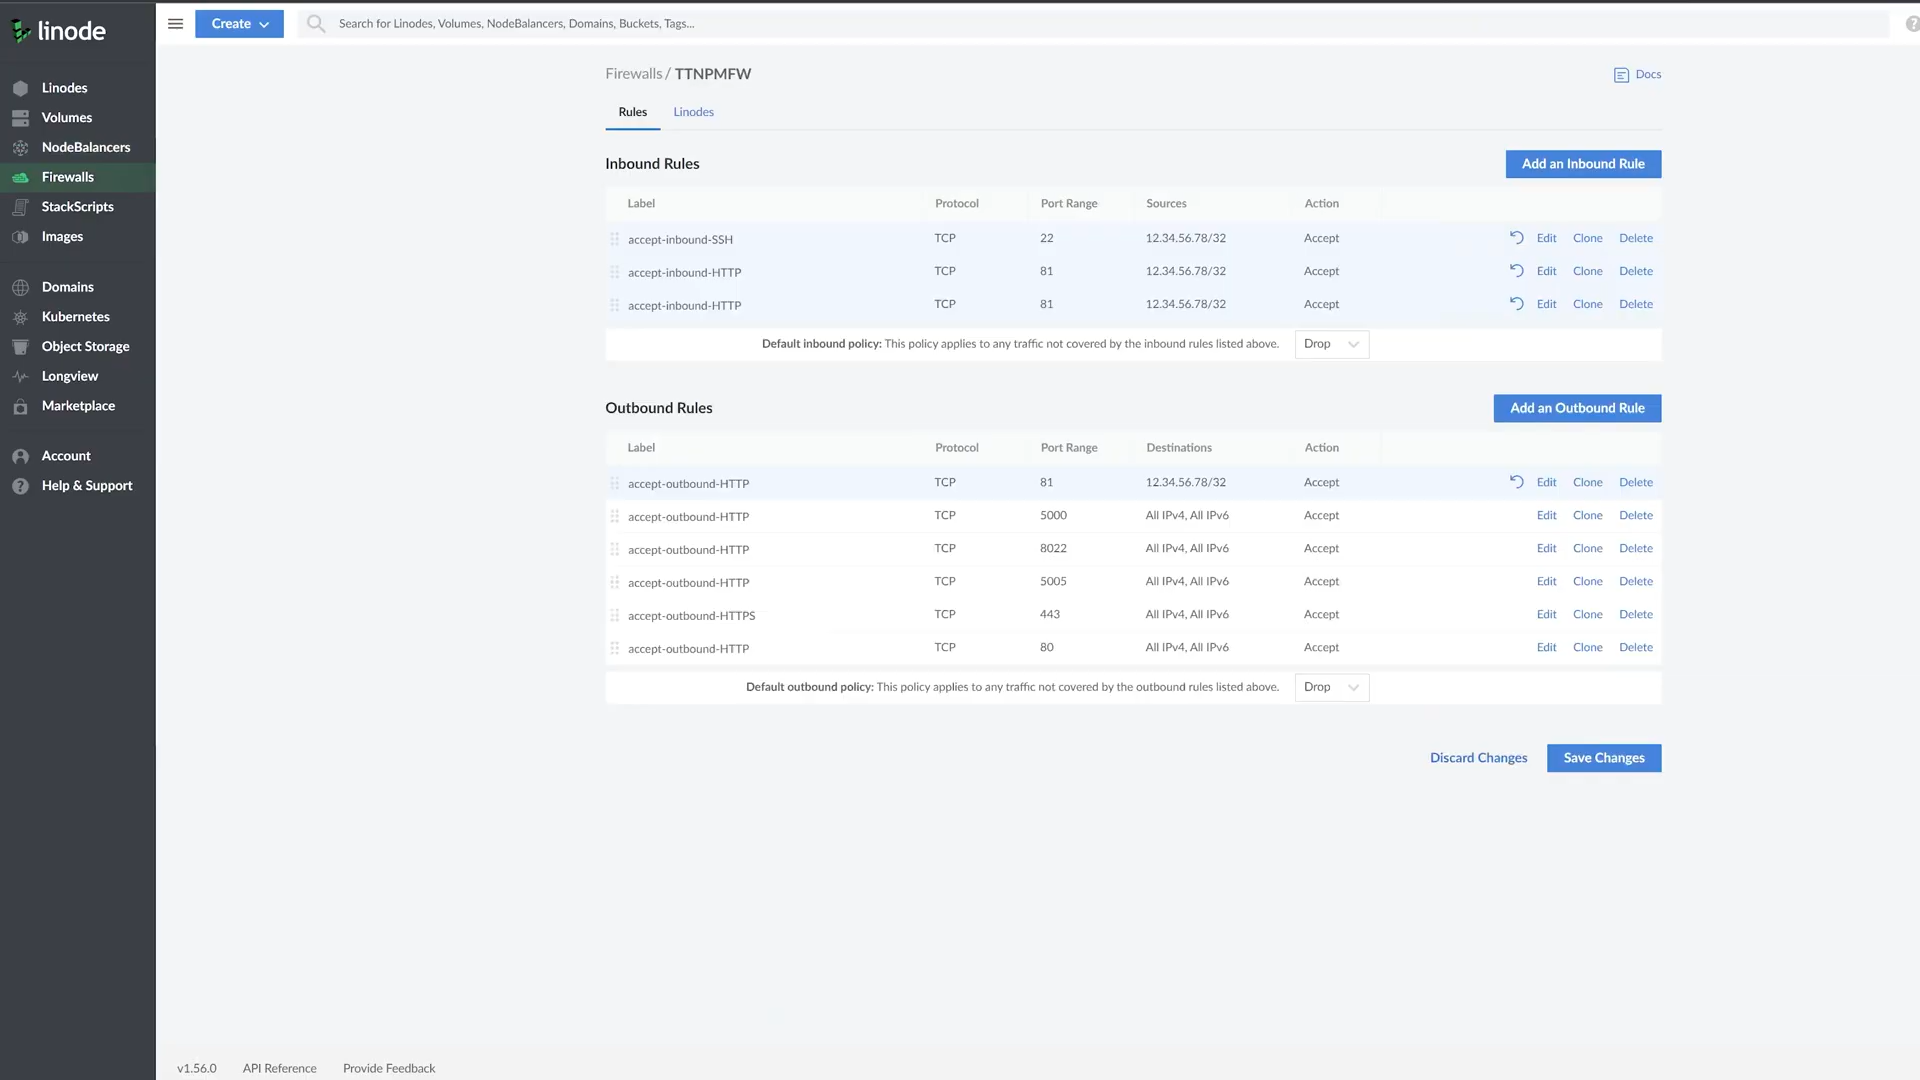 linode
Create
Search for Linodes, Volumes, NodeBalancers, Domains, Buckets, Tags...
?
Linodes
Volumes
NodeBalancers
Firewalls
StackScripts
Images
Domains
Kubernetes
Object Storage
Longview
Marketplace
Account
? Help & Support
Firewalls / TTNPMFW
Docs
Rules Linodes
Inbound Rules
Add an Inbound Rule
Label Protocol Port Range Sources Action
accept-inbound-SSH TCP 22 12.34.56.78/32 Accept Edit Clone Delete
accept-inbound-HTTP TCP 81 12.34.56.78/32 Accept Edit Clone Delete
accept-inbound-HTTP TCP 81 12.34.56.78/32 Accept Edit Clone Delete
Default inbound policy: This policy applies to any traffic not covered by the inbound rules listed above. Drop
Outbound Rules
Add an Outbound Rule
Label Protocol Port Range Destinations Action
accept-outbound-HTTP TCP 81 12.34.56.78/32 Accept Edit Clone Delete
accept-outbound-HTTP TCP 5000 All IPv4, All IPv6 Accept Edit Clone Delete
accept-outbound-HTTP TCP 8022 All IPv4, All IPv6 Accept Edit Clone Delete
accept-outbound-HTTP TCP 5005 All IPv4, All IPv6 Accept Edit Clone Delete
accept-outbound-HTTPS TCP 443 All IPv4, All IPv6 Accept Edit Clone Delete
accept-outbound-HTTP TCP 80 All IPv4, All IPv6 Accept Edit Clone Delete
Default outbound policy: This policy applies to any traffic not covered by the outbound rules listed above. Drop
Discard Changes Save Changes
v1.56.0 API Reference Provide Feedback